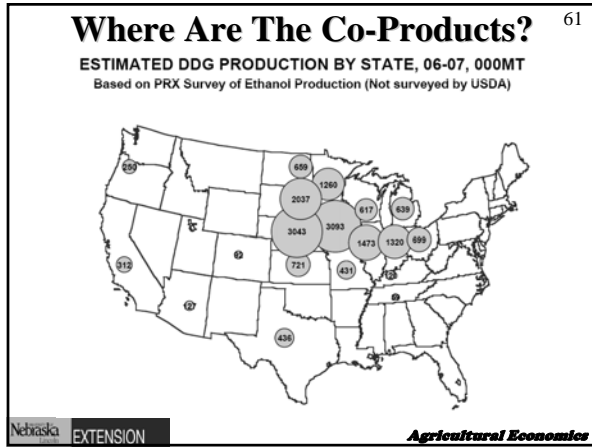 Where Are The Co-Products?
61
ESTIMATED DDG PRODUCTION BY STATE, 06-07, 000MT
Based on PRX Survey of Ethanol Production (Not surveyed by USDA)
659
1260
250
2037
617
639
3093
3043
1473
1320
699
312
721
431
127
436
Nebraska
Lincoln
EXTENSION
Agricultural Economics